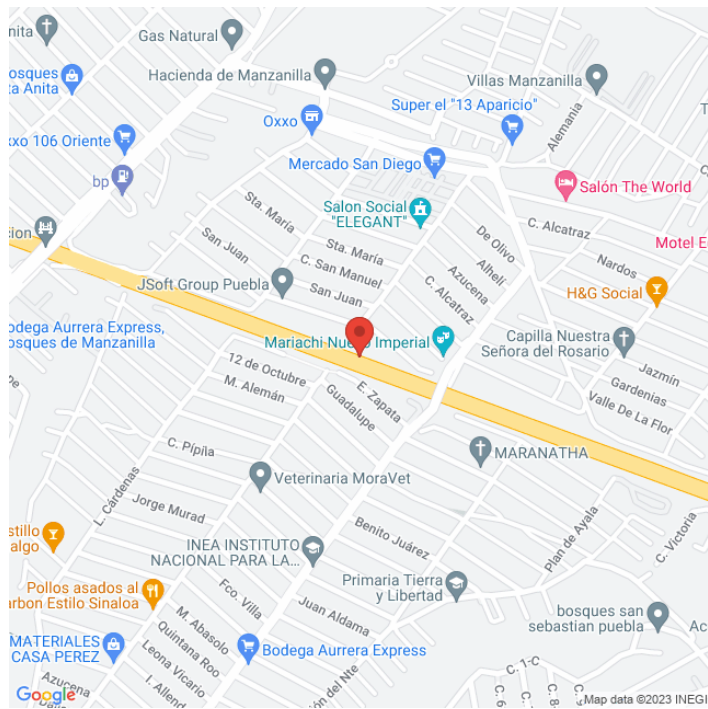 Gas Natural
Hacienda de Manzanilla
Villas Manzanilla
Super el "13 Aparicio"
Oxxo
Alemania
106 Oriente
bp
Mercado San Diego
Salón The World
Salon Social
"ELEGANT"
Sta. María
Sta. María
C. San Manuel
San Juan
San Juan
De Olivo
Alheli
Azucena
C. Alcatraz
C. Alcatraz
Nardos
Motel
JSoft Group Puebla
H&G Social
Bodega Aurrera Express,
de Manzanilla
Mariachi Nuevo Imperial
Capilla Nuestra
Señora del Rosario
Jazmín
Gardenias
Valle De La Flor
12 de Octubre
M. Alemán
E. Zapata
Guadalupe
C. Pípila
MARANATHA
Veterinaria MoraVet
L. Cárdenas
Jorge Murad
INEA INSTITUTO
NACIONAL PARA LA...
Benito Juárez
Plan de Ayala
C. Victoria
Primaria Tierra
y Libertad
Pollos asados al
Estilo Sinaloa
Fco. Villa
Juan Aldama
bosques san
sebastian puebla
MATERIALES
CASA PEREZ
M. Abasolo
Quintana Roo
Leona Vicario
Bodega Aurrera Express
Azucena
del Nte
C. 1-C
Google
Map data ©2023 INEGI